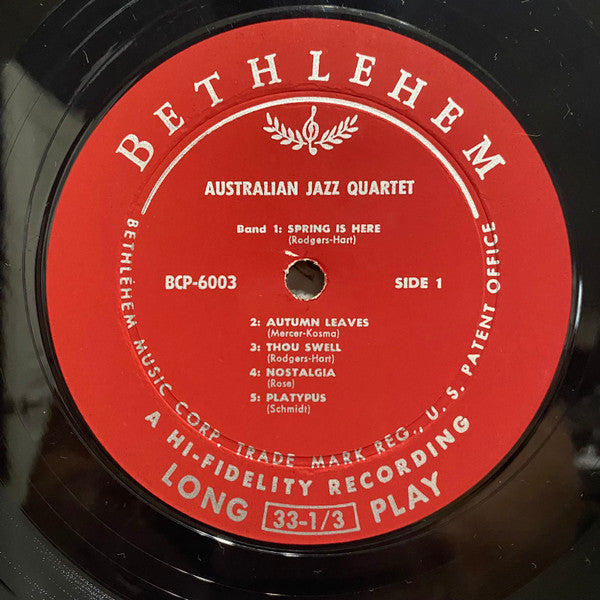 BETHLEHEM
AUSTRALIAN JAZZ QUARTET
Band 1: SPRING IS HERE
(Rodgers-Hart)
BCP-6003
SIDE 1
2: AUTUMN LEAVES
(Mercer-Kosma)
3: THOU SWELL
(Rodgers-Hart)
4: NOSTALGIA
(Rose)
5: PLATYPUS
(Schmidt)
BETHLEHEM MUSIC CORP. TRADE MARK REG., U. S. PATENT OFFICE
A HI-FIDELITY RECORDING
LONG 33-1/3 PLAY